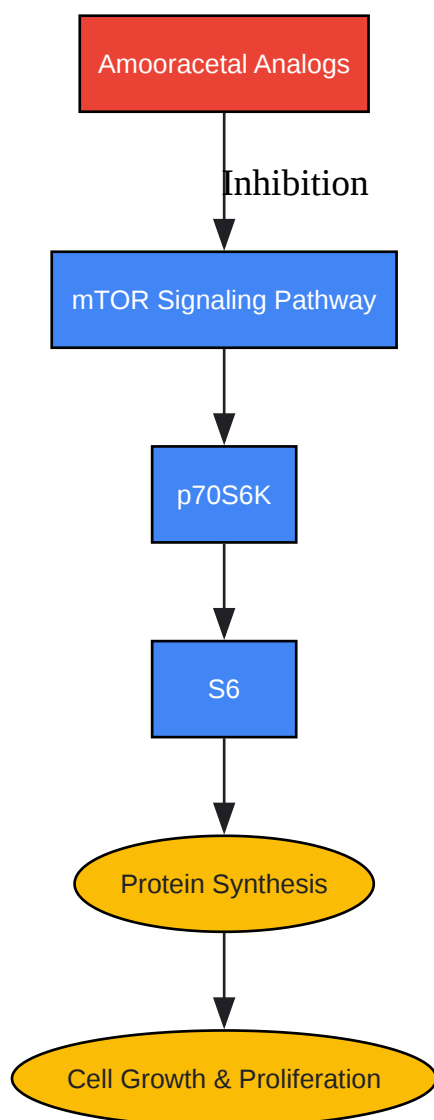 Amooracetal Analogs
Inhibition
mTOR Signaling Pathway
p70S6K
S6
Protein Synthesis
Cell Growth & Proliferation